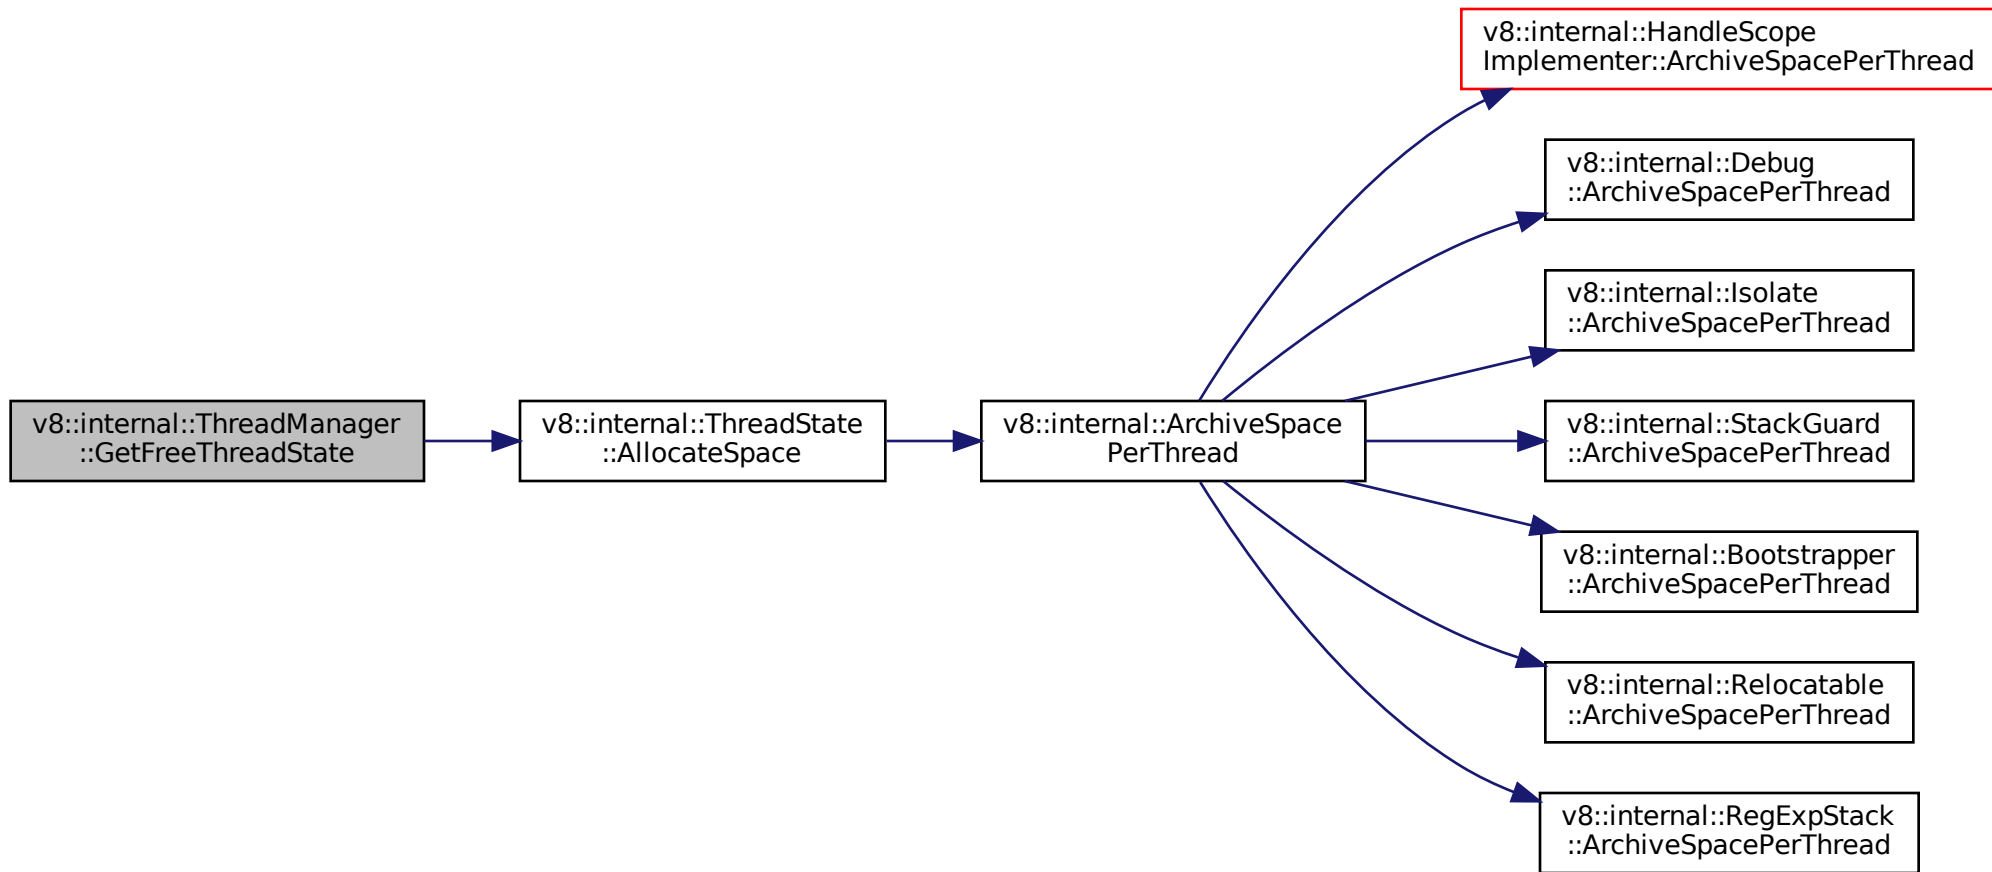 v8::internal::HandleScope
Implementer::ArchiveSpacePerThread
v8::internal::Debug
::ArchiveSpacePerThread
v8::internal::Isolate
::ArchiveSpacePerThread
v8::internal::ThreadManager
::GetFreeThreadState
v8::internal::ThreadState
::AllocateSpace
v8::internal::ArchiveSpace
PerThread
v8::internal::StackGuard
::ArchiveSpacePerThread
v8::internal::Bootstrapper
::ArchiveSpacePerThread
v8::internal::Relocatable
::ArchiveSpacePerThread
v8::internal::RegExpStack
::ArchiveSpacePerThread